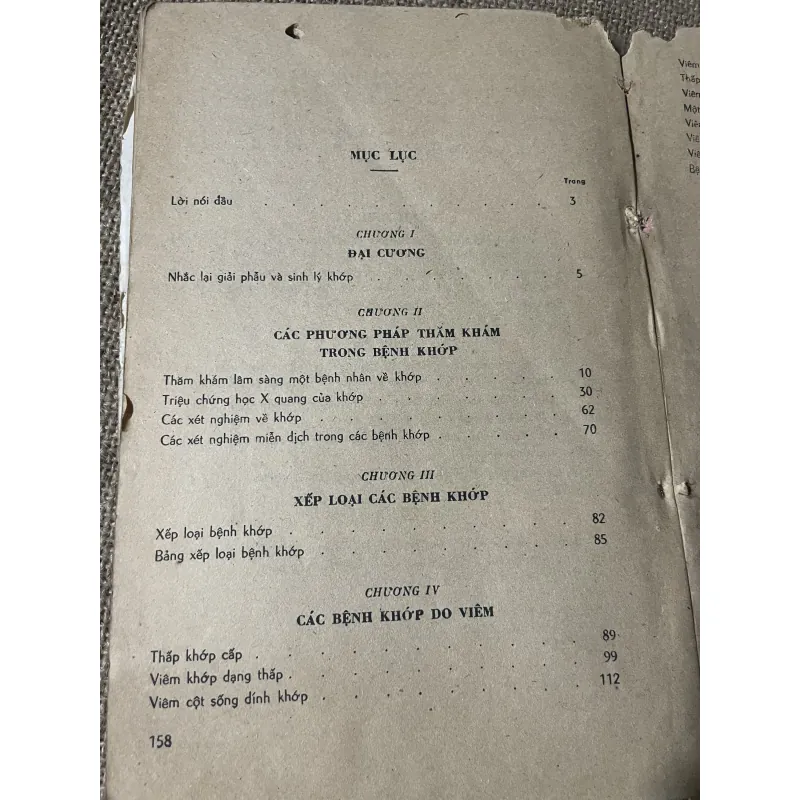 MỤC LỤC
Trang
Lời nói đầu . . . . . . . . . . 3
CHƯƠNG I
ĐẠI CƯƠNG
Nhắc lại giải phẫu và sinh lý khớp . . . . . . 5
CHƯƠNG II
CÁC PHƯƠNG PHÁP THĂM KHÁM
TRONG BỆNH KHỚP
Thăm khám lâm sàng một bệnh nhân về khớp . . . . . 10
Triệu chứng học X quang của khớp . . . . . . . 30
Các xét nghiệm về khớp . . . . . . . . 62
Các xét nghiệm miễn dịch trong các bệnh khớp . . . . . 70
CHƯƠNG III
XẾP LOẠI CÁC BỆNH KHỚP
Xếp loại bệnh khớp . . . . . . . . . . 82
Bảng xếp loại bệnh khớp . . . . . . . . . 85
CHƯƠNG IV
CÁC BỆNH KHỚP DO VIÊM
Thấp khớp cấp . . . . . . . . . . 89
Viêm khớp dạng thấp . . . . . . . . . 99
Viêm cột sống dính khớp . . . . . . . . 112
158
Viêm
Thấp
Viêm
Một
Viêm